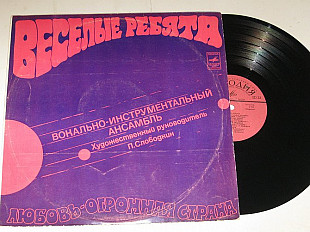 ВЕСЕЛЫЕ РЕБЯТА
ВОКАЛЬНО-ИНСТРУМЕНТАЛЬНЫЙ
АНСАМБЛЬ
Художественный руководитель
П.Слободкин
ЛЮБОВЬ-ОГРОМНАЯ СТРАНА